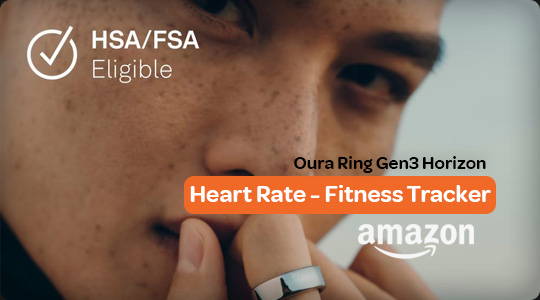 HSA/FSA
Eligible
Oura Ring Gen3 Horizon
Heart Rate - Fitness Tracker
amazon